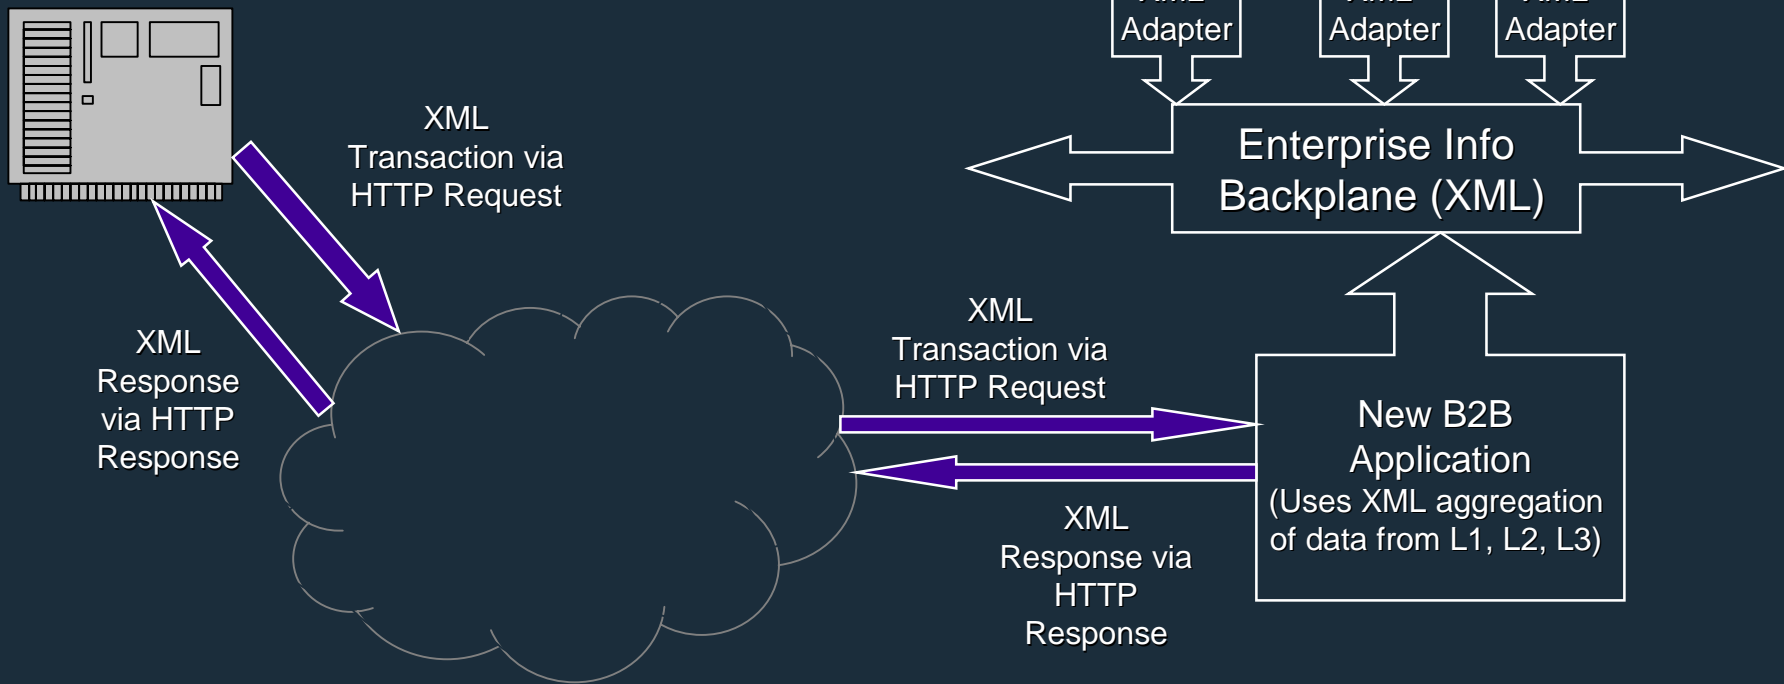 Adapter
Adapter
Adapter
XML
Transaction via
HTTP Request
Enterprise Info
Backplane (XML)
XML
Response
via HTTP
Response
XML
Transaction via
HTTP Request
New B2B
Application
(Uses XML aggregation
of data from L1, L2, L3)
XML
Response via
HTTP
Response